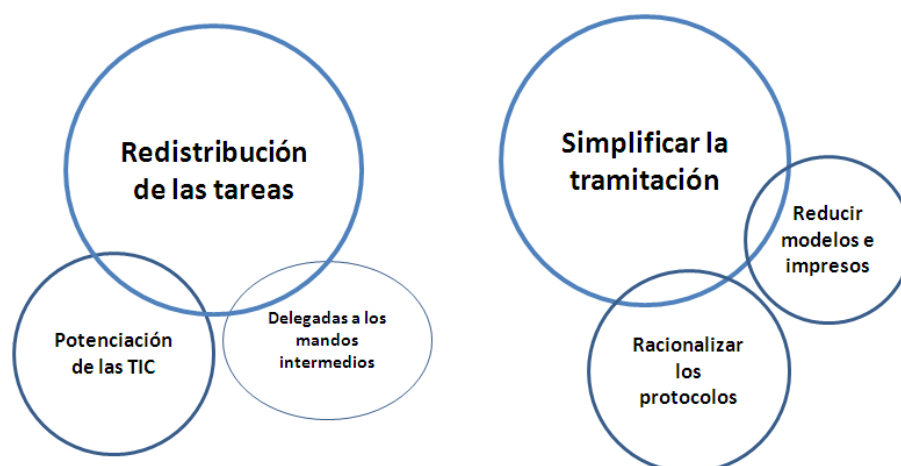 Redistribución
de las tareas
Potenciación
de las TIC
Delegadas a los
mandos
intermedios
Simplificar la
tramitación
Reducir
modelos e
impresos
Racionalizar
los
protocolos